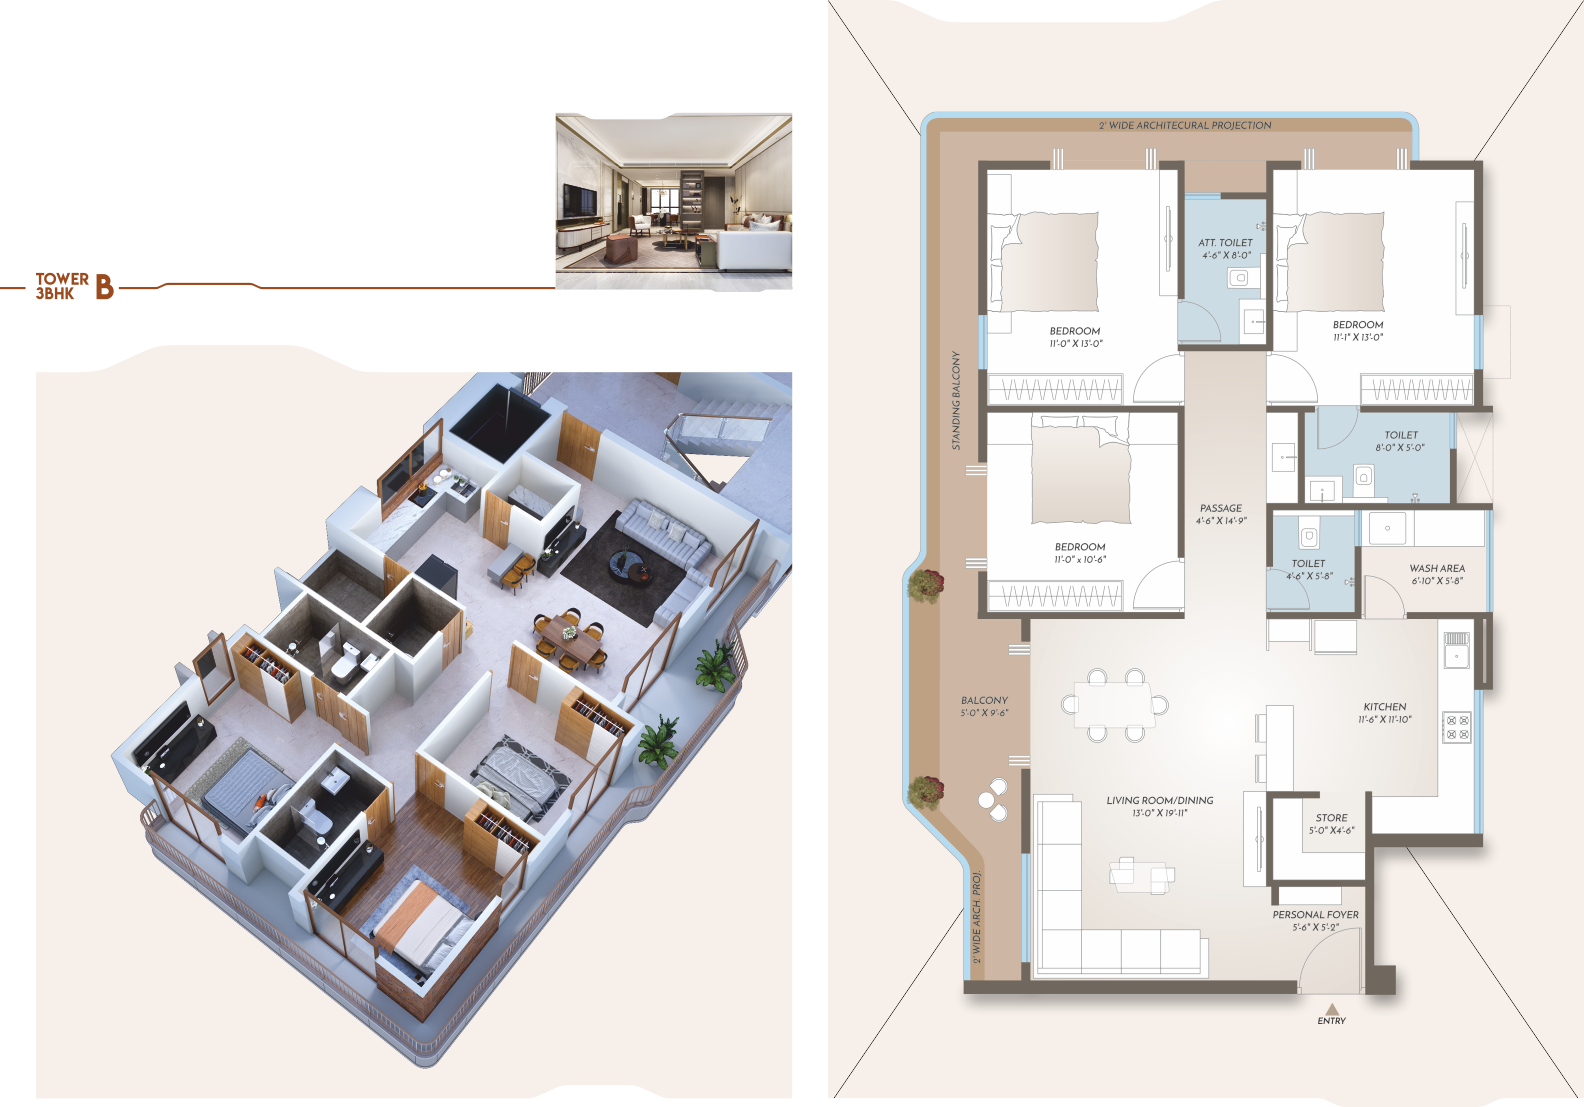 TOWER
3BHK
B
2' WIDE ARCHITECURAL PROJECTION
ATT. TOILET
4'-6" X 8'-0"
BEDROOM
11'-0" X 13'-0"
BEDROOM
11'-1" X 13'-0"
STANDING BALCONY
TOILET
8'-0" X 5'-0"
PASSAGE
4'-6" X 14'-9"
BEDROOM
11'-0" x 10'-6"
TOILET
4'-6" X 5'-8"
WASH AREA
6'-10" X 5'-8"
BALCONY
5'-0" X 9'-6"
KITCHEN
11'-6" X 11'-10"
LIVING ROOM/DINING
13'-0" X 19'-11"
STORE
5'-0" X4'-6"
2' WIDE ARCH. PROJ.
PERSONAL FOYER
5'-6" X 5'-2"
ENTRY